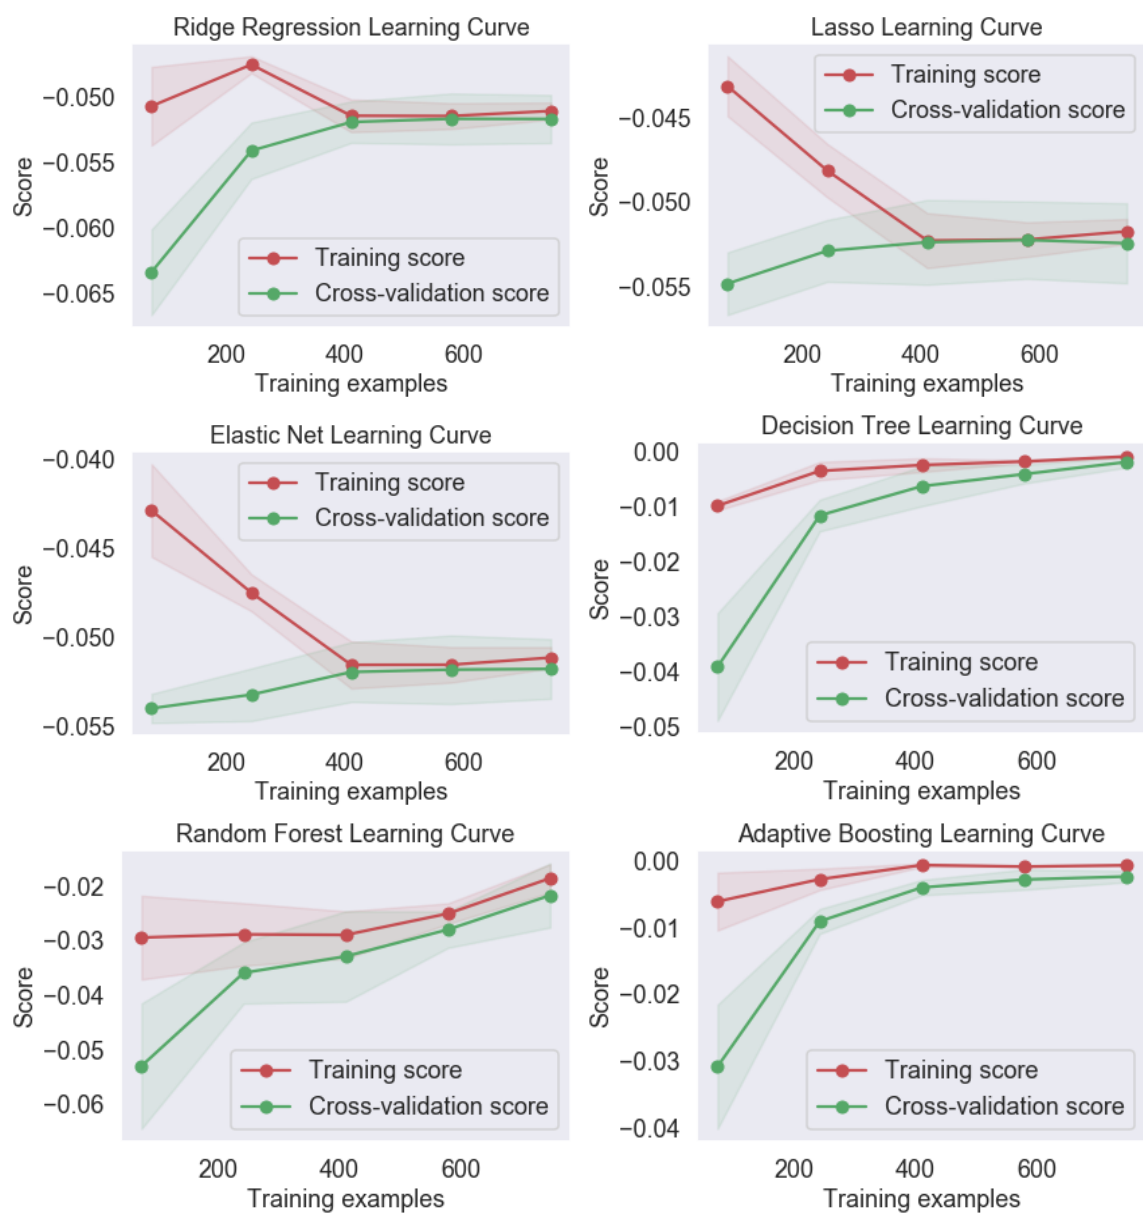 Ridge Regression Learning Curve
−0.050
−0.055
−0.060
−0.065
Score
Training score
Cross-validation score
200 400 600
Training examples
Lasso Learning Curve
Training score
Cross-validation score
−0.045
−0.050
−0.055
Score
200 400 600
Training examples
Elastic Net Learning Curve
−0.040
−0.045
−0.050
−0.055
Score
Training score
Cross-validation score
200 400 600
Training examples
Decision Tree Learning Curve
0.00
−0.01
−0.02
−0.03
−0.04
−0.05
Score
Training score
Cross-validation score
200 400 600
Training examples
Random Forest Learning Curve
−0.02
−0.03
−0.04
−0.05
−0.06
Score
Training score
Cross-validation score
200 400 600
Training examples
Adaptive Boosting Learning Curve
0.00
−0.01
−0.02
−0.03
−0.04
Score
Training score
Cross-validation score
200 400 600
Training examples